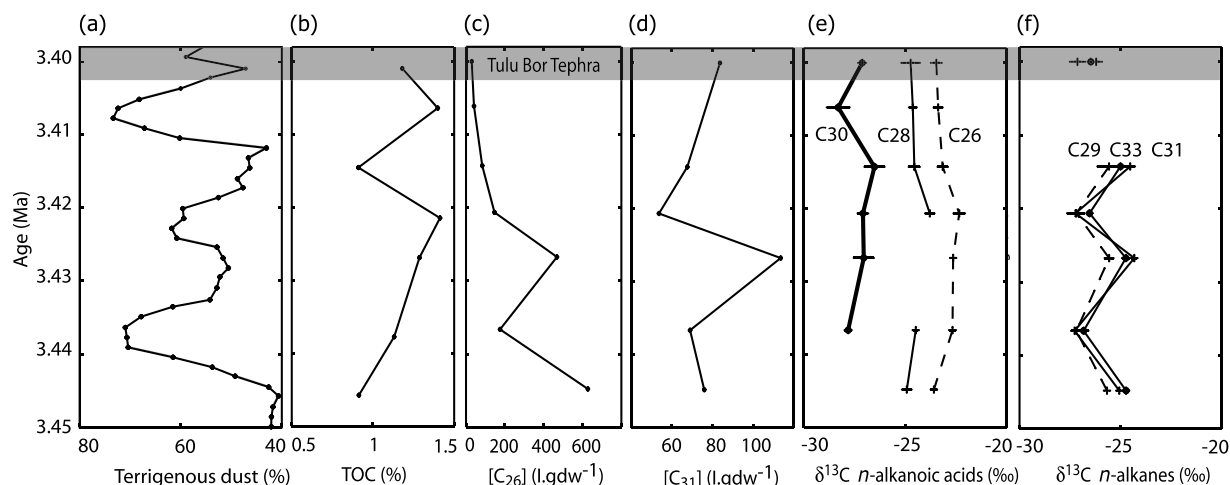 (a) (b) (c) (d) (e) (f)
3.40
Tulu Bor Tephra
3.41
C30 C28 C26 C29 C33 C31
3.42
Age (Ma)
3.43
3.44
3.45
80 60 40 0.5 1 1.5 0 200 400 600 60 80 100 -30 -25 -20 -30 -25 -20
Terrigenous dust (%) TOC (%) [C₂₆] (l.gdw⁻¹) [C₃₁] (l.gdw⁻¹) δ¹³C n-alkanoic acids (‰) δ¹³C n-alkanes (‰)